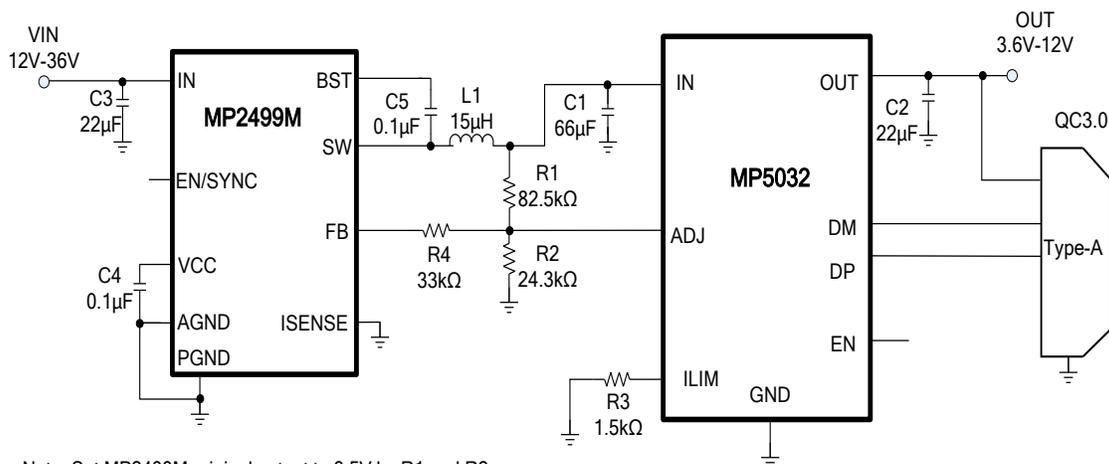 VIN
12V-36V
OUT
3.6V-12V
IN
BST
MP2499M
C3
22µF
C5
0.1µF
L1
15µH
SW
EN/SYNC
FB
VCC
C4
0.1µF
AGND
ISENSE
PGND
R1
82.5kΩ
R4
33kΩ
R2
24.3kΩ
C1
66µF
IN
OUT
MP5032
ADJ
DM
DP
EN
ILIM
GND
R3
1.5kΩ
C2
22µF
QC3.0
Type-A